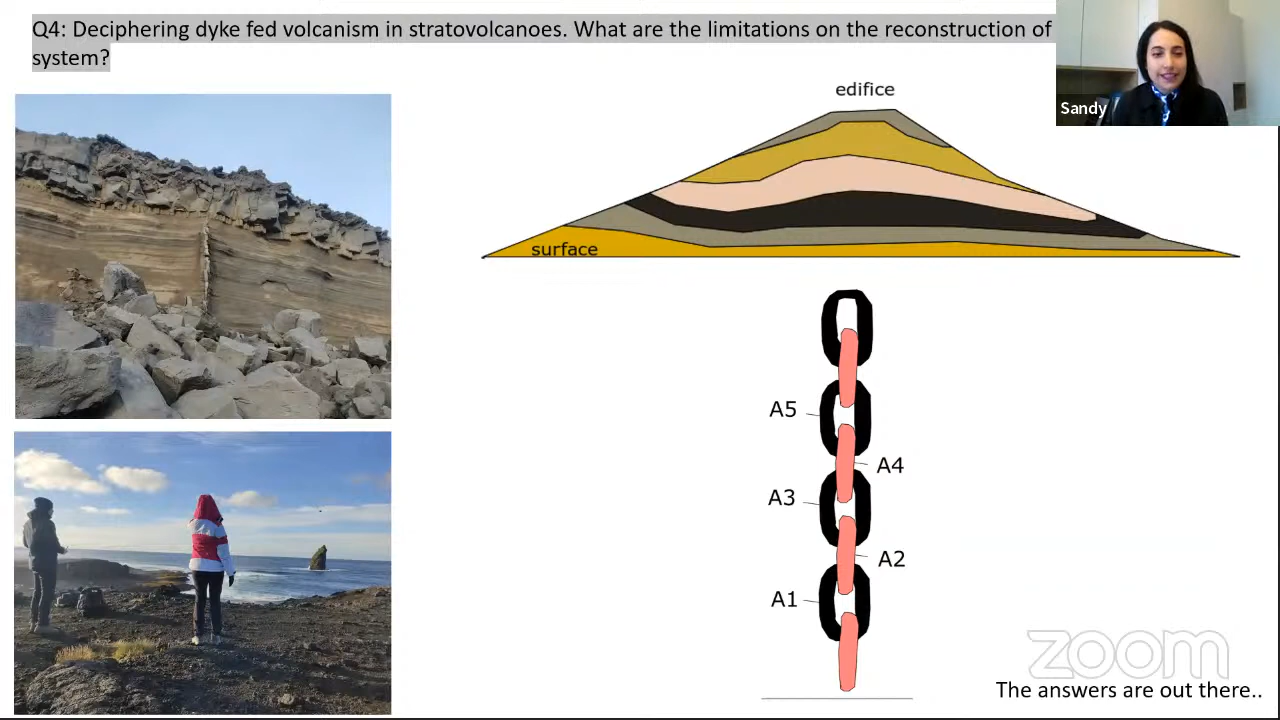 Q4: Deciphering dyke fed volcanism in stratovolcanoes. What are the limitations on the reconstruction of
system?
Sandy
edifice
surface
A5
A4
A3
A2
A1
zoom
The answers are out there..